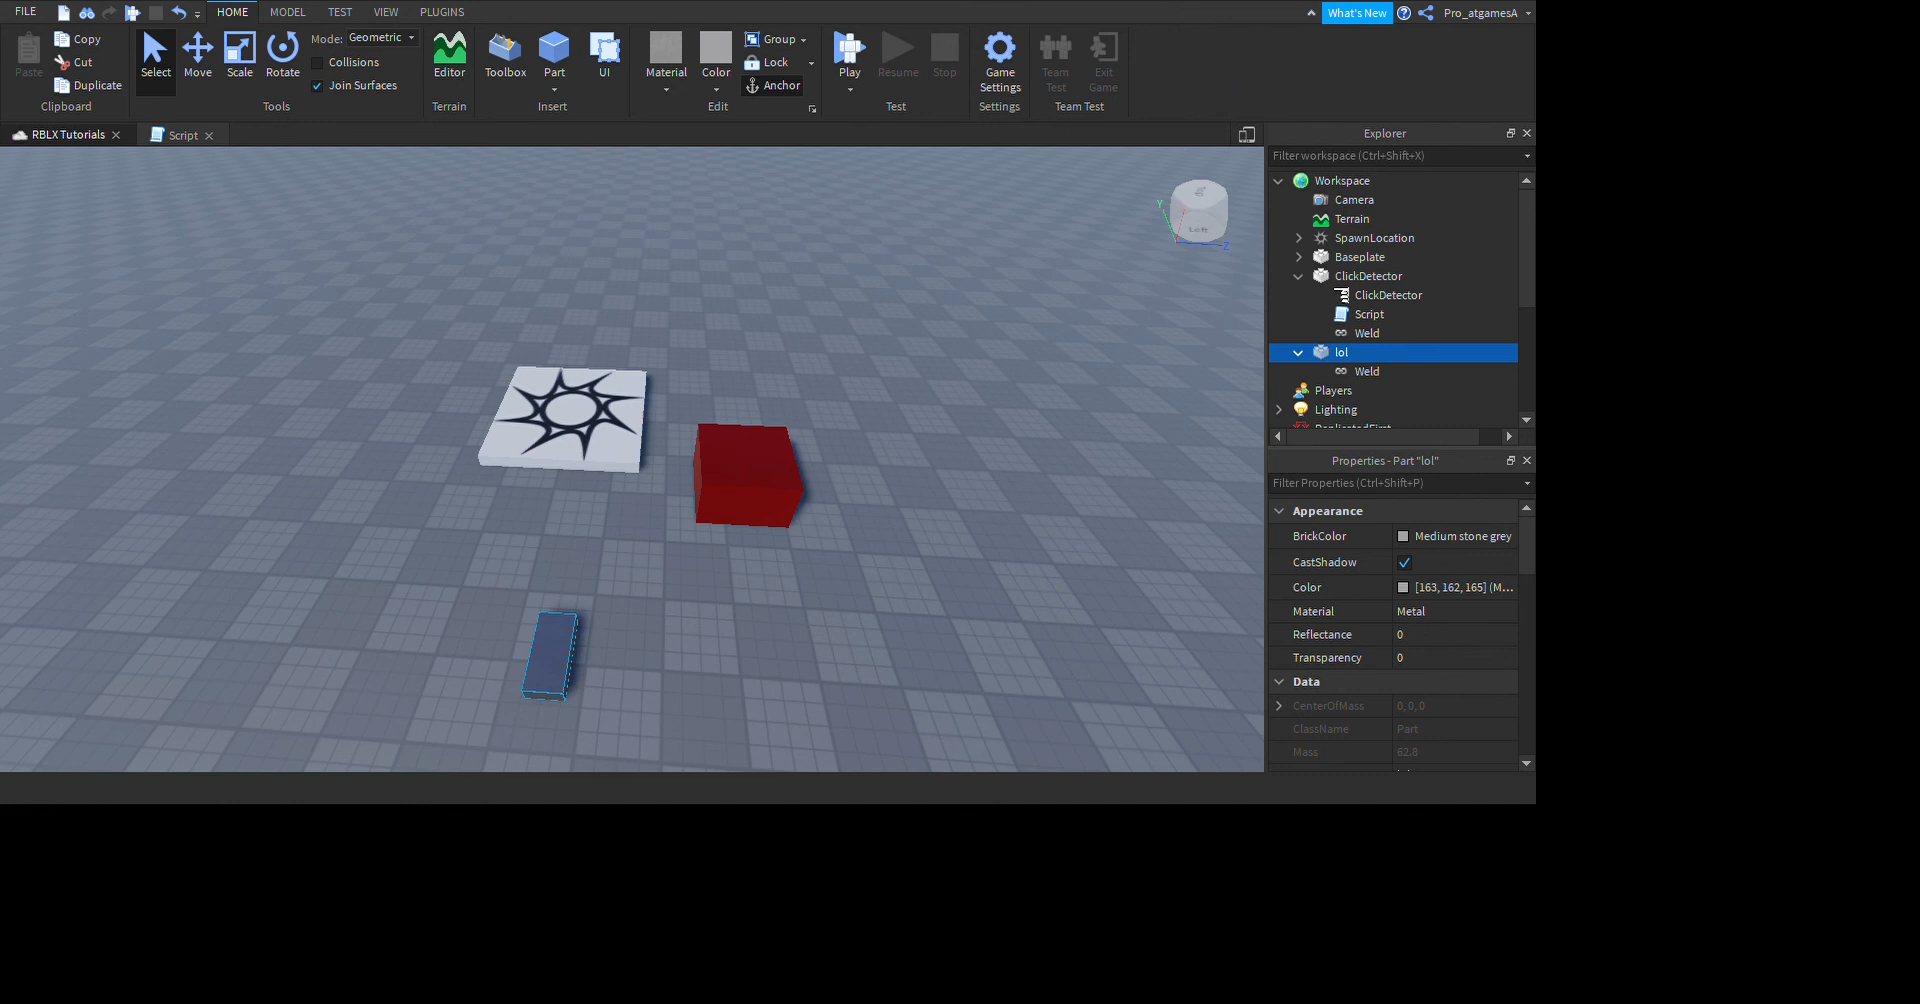 FILE HOME MODEL TEST VIEW PLUGINS What's New Pro_atgamesA
Paste Copy Cut Duplicate Clipboard
Select Move Scale Rotate Mode: Geometric Collisions Join Surfaces Tools
Editor Terrain
Toolbox Part UI Insert
Material Color Group Lock Anchor Edit
Play Resume Stop Test
Game Settings Settings
Team Test Exit Game Team Test
RBLX Tutorials Script
Y
Left
Z
Explorer
Filter workspace (Ctrl+Shift+X)
Workspace
Camera
Terrain
SpawnLocation
Baseplate
ClickDetector
ClickDetector
Script
Weld
lol
Weld
Players
Lighting
ReplicatedFirst
Properties - Part "lol"
Filter Properties (Ctrl+Shift+P)
Appearance
BrickColor Medium stone grey
CastShadow
Color [163, 162, 165] (M...
Material Metal
Reflectance 0
Transparency 0
Data
CenterOfMass 0, 0, 0
ClassName Part
Mass 62.8